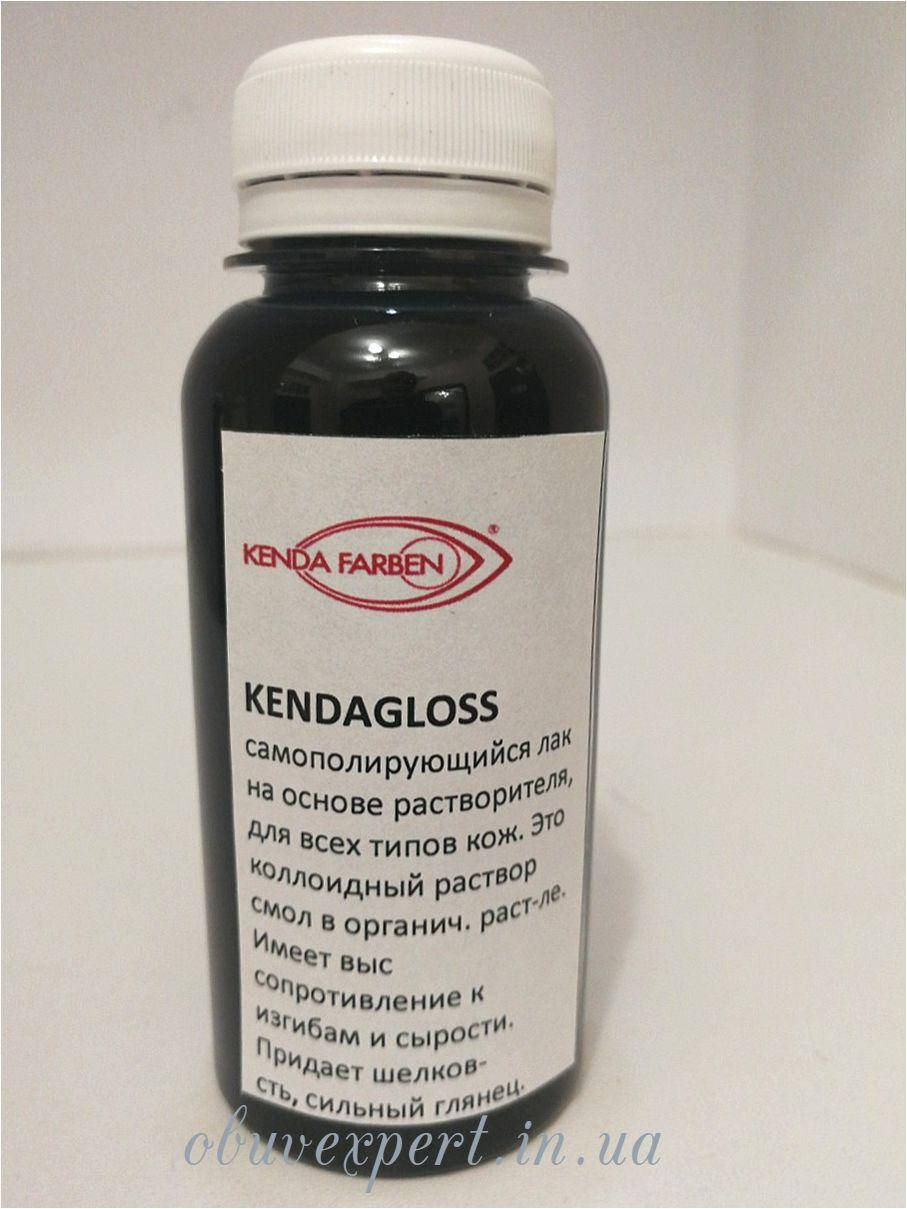 KENDA FARBEN ®
KENDAGLOSS
самополирующийся лак
на основе растворителя,
для всех типов кож. Это
коллоидный раствор
смол в органич. раст-ле.
Имеет выс
сопротивление к
изгибам и сырости.
Придает шелков-
сть, сильный глянец.
obuvexpert.in.ua